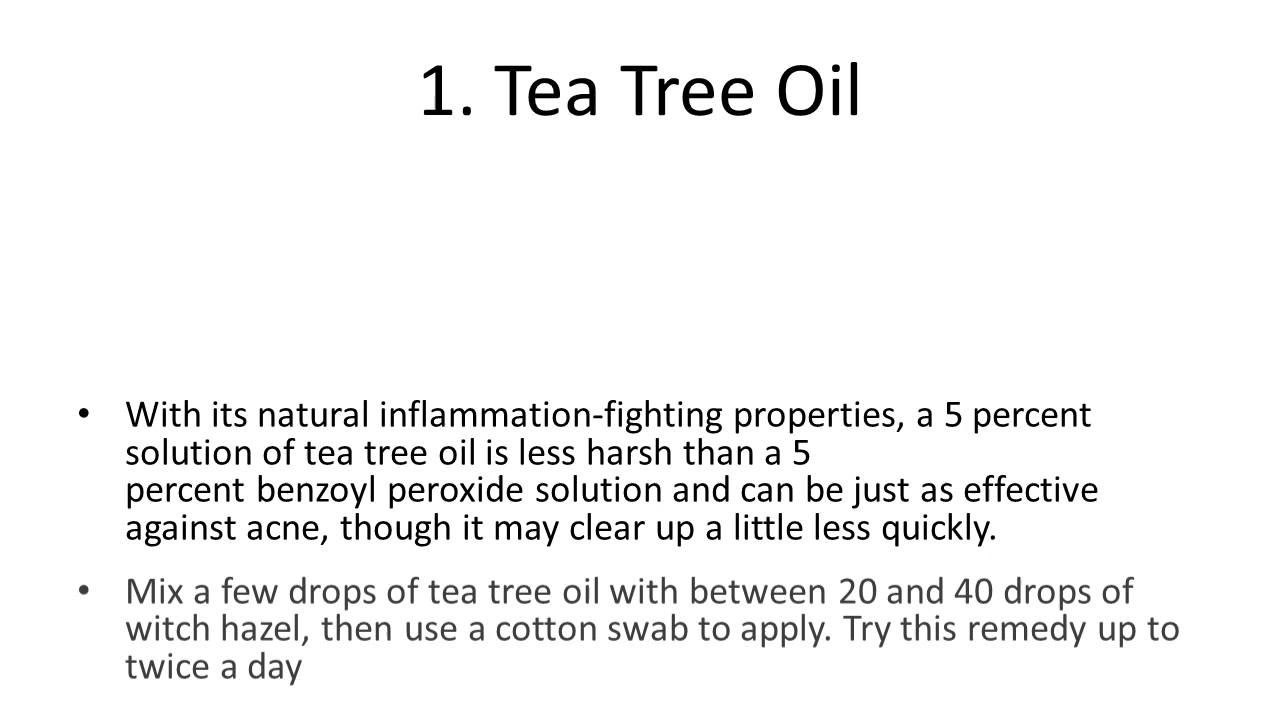 1. Tea Tree Oil
• With its natural inflammation-fighting properties, a 5 percent
solution of tea tree oil is less harsh than a 5
percent benzoyl peroxide solution and can be just as effective
against acne, though it may clear up a little less quickly.
• Mix a few drops of tea tree oil with between 20 and 40 drops of
witch hazel, then use a cotton swab to apply. Try this remedy up to
twice a day